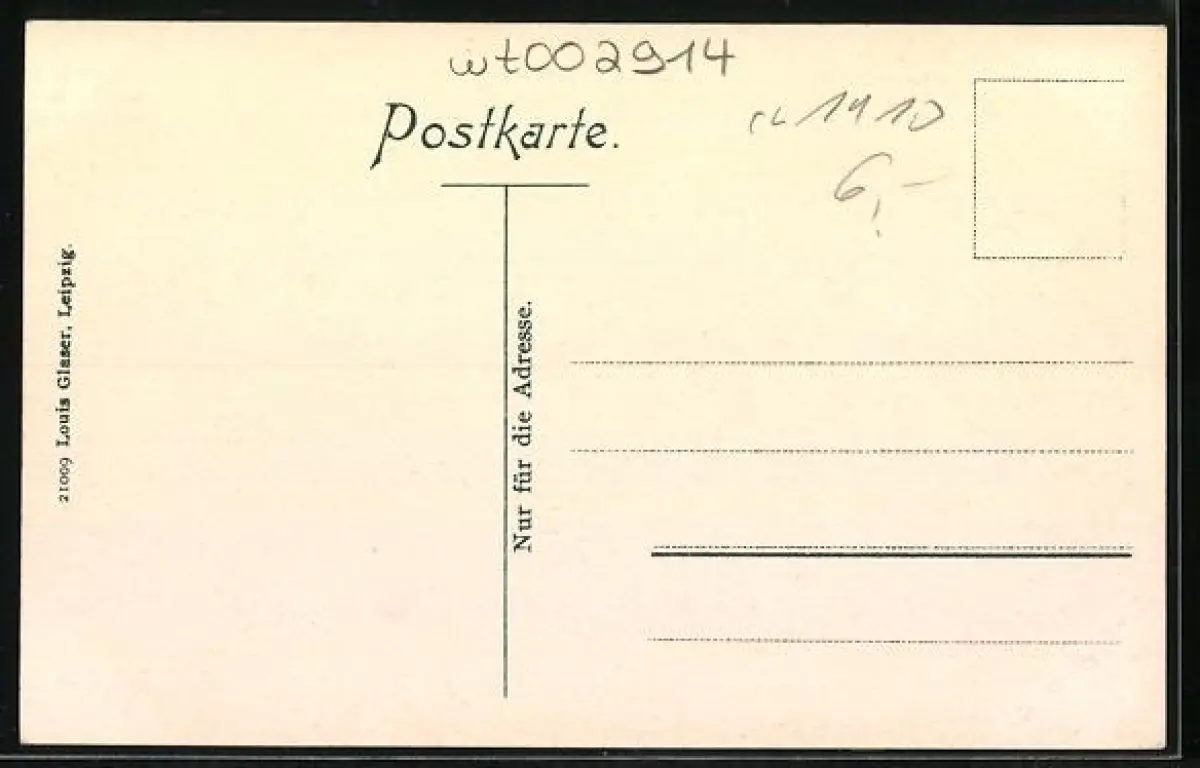 wt002914
Postkarte.
ca 1910
6,-
Nur für die Adresse.
21009 Louis Glaser, Leipzig.